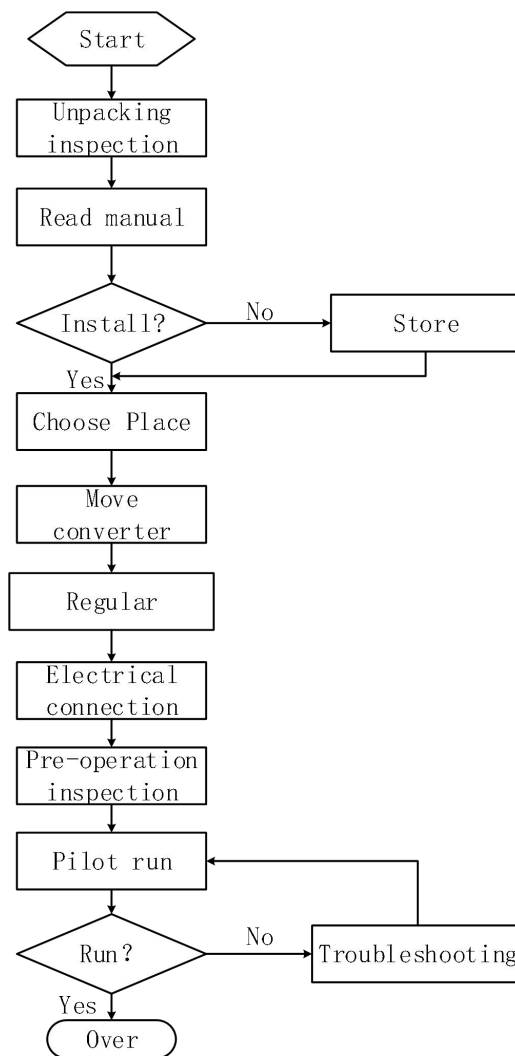 Start
Unpacking
inspection
Read manual
Install?
No
Store
Yes
Choose Place
Move
converter
Regular
Electrical
connection
Pre-operation
inspection
Pilot run
Run?
No
Troubleshooting
Yes
Over